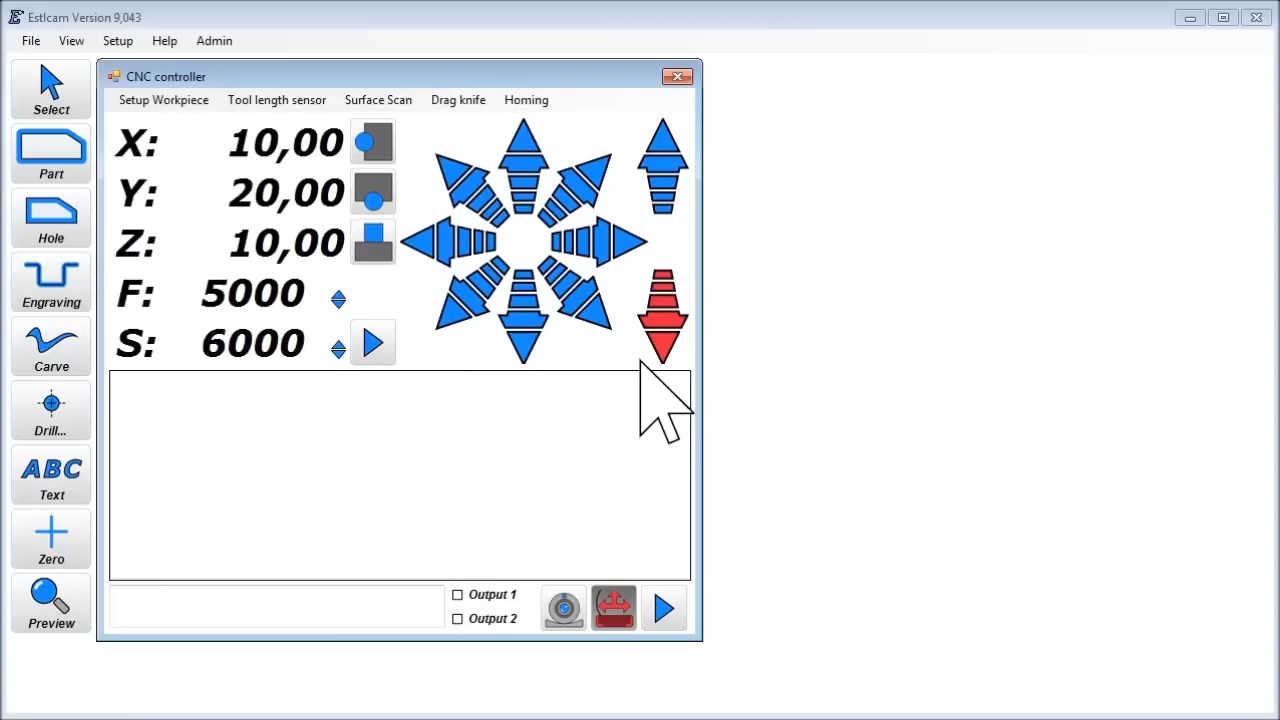 Estlcam Version 9,043
File View Setup Help Admin
Select
Part
Hole
Engraving
Carve
Drill...
ABC
Text
Zero
Preview
CNC controller
Setup Workpiece Tool length sensor Surface Scan Drag knife Homing
X: 10,00
Y: 20,00
Z: 10,00
F: 5000
S: 6000
Output 1
Output 2